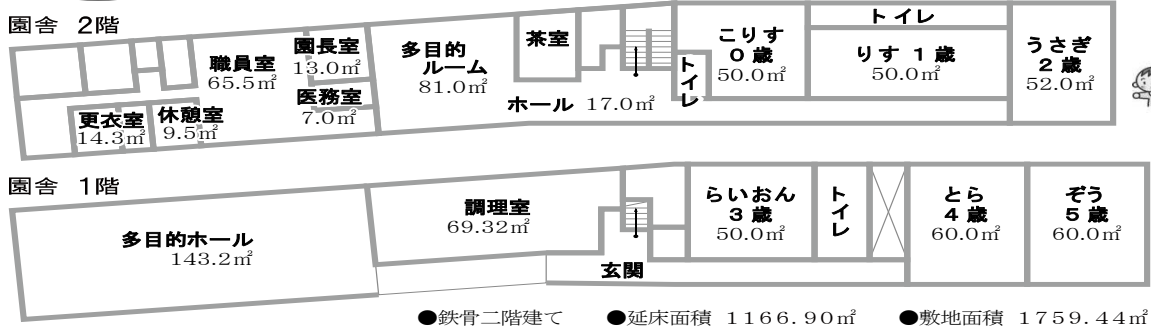 園舎 2階
職員室
65.5㎡
園長室
13.0㎡
医務室
7.0㎡
更衣室
14.3㎡
休憩室
9.5㎡
多目的
ルーム
81.0㎡
茶室
ホール 17.0㎡
トイレ
こりす
0歳
50.0㎡
トイレ
りす 1歳
50.0㎡
うさぎ
2歳
52.0㎡
園舎 1階
多目的ホール
143.2㎡
調理室
69.32㎡
玄関
らいおん
3歳
50.0㎡
トイレ
とら
4歳
60.0㎡
ぞう
5歳
60.0㎡
●鉄骨二階建て ●延床面積 1166.90㎡ ●敷地面積 1759.44㎡